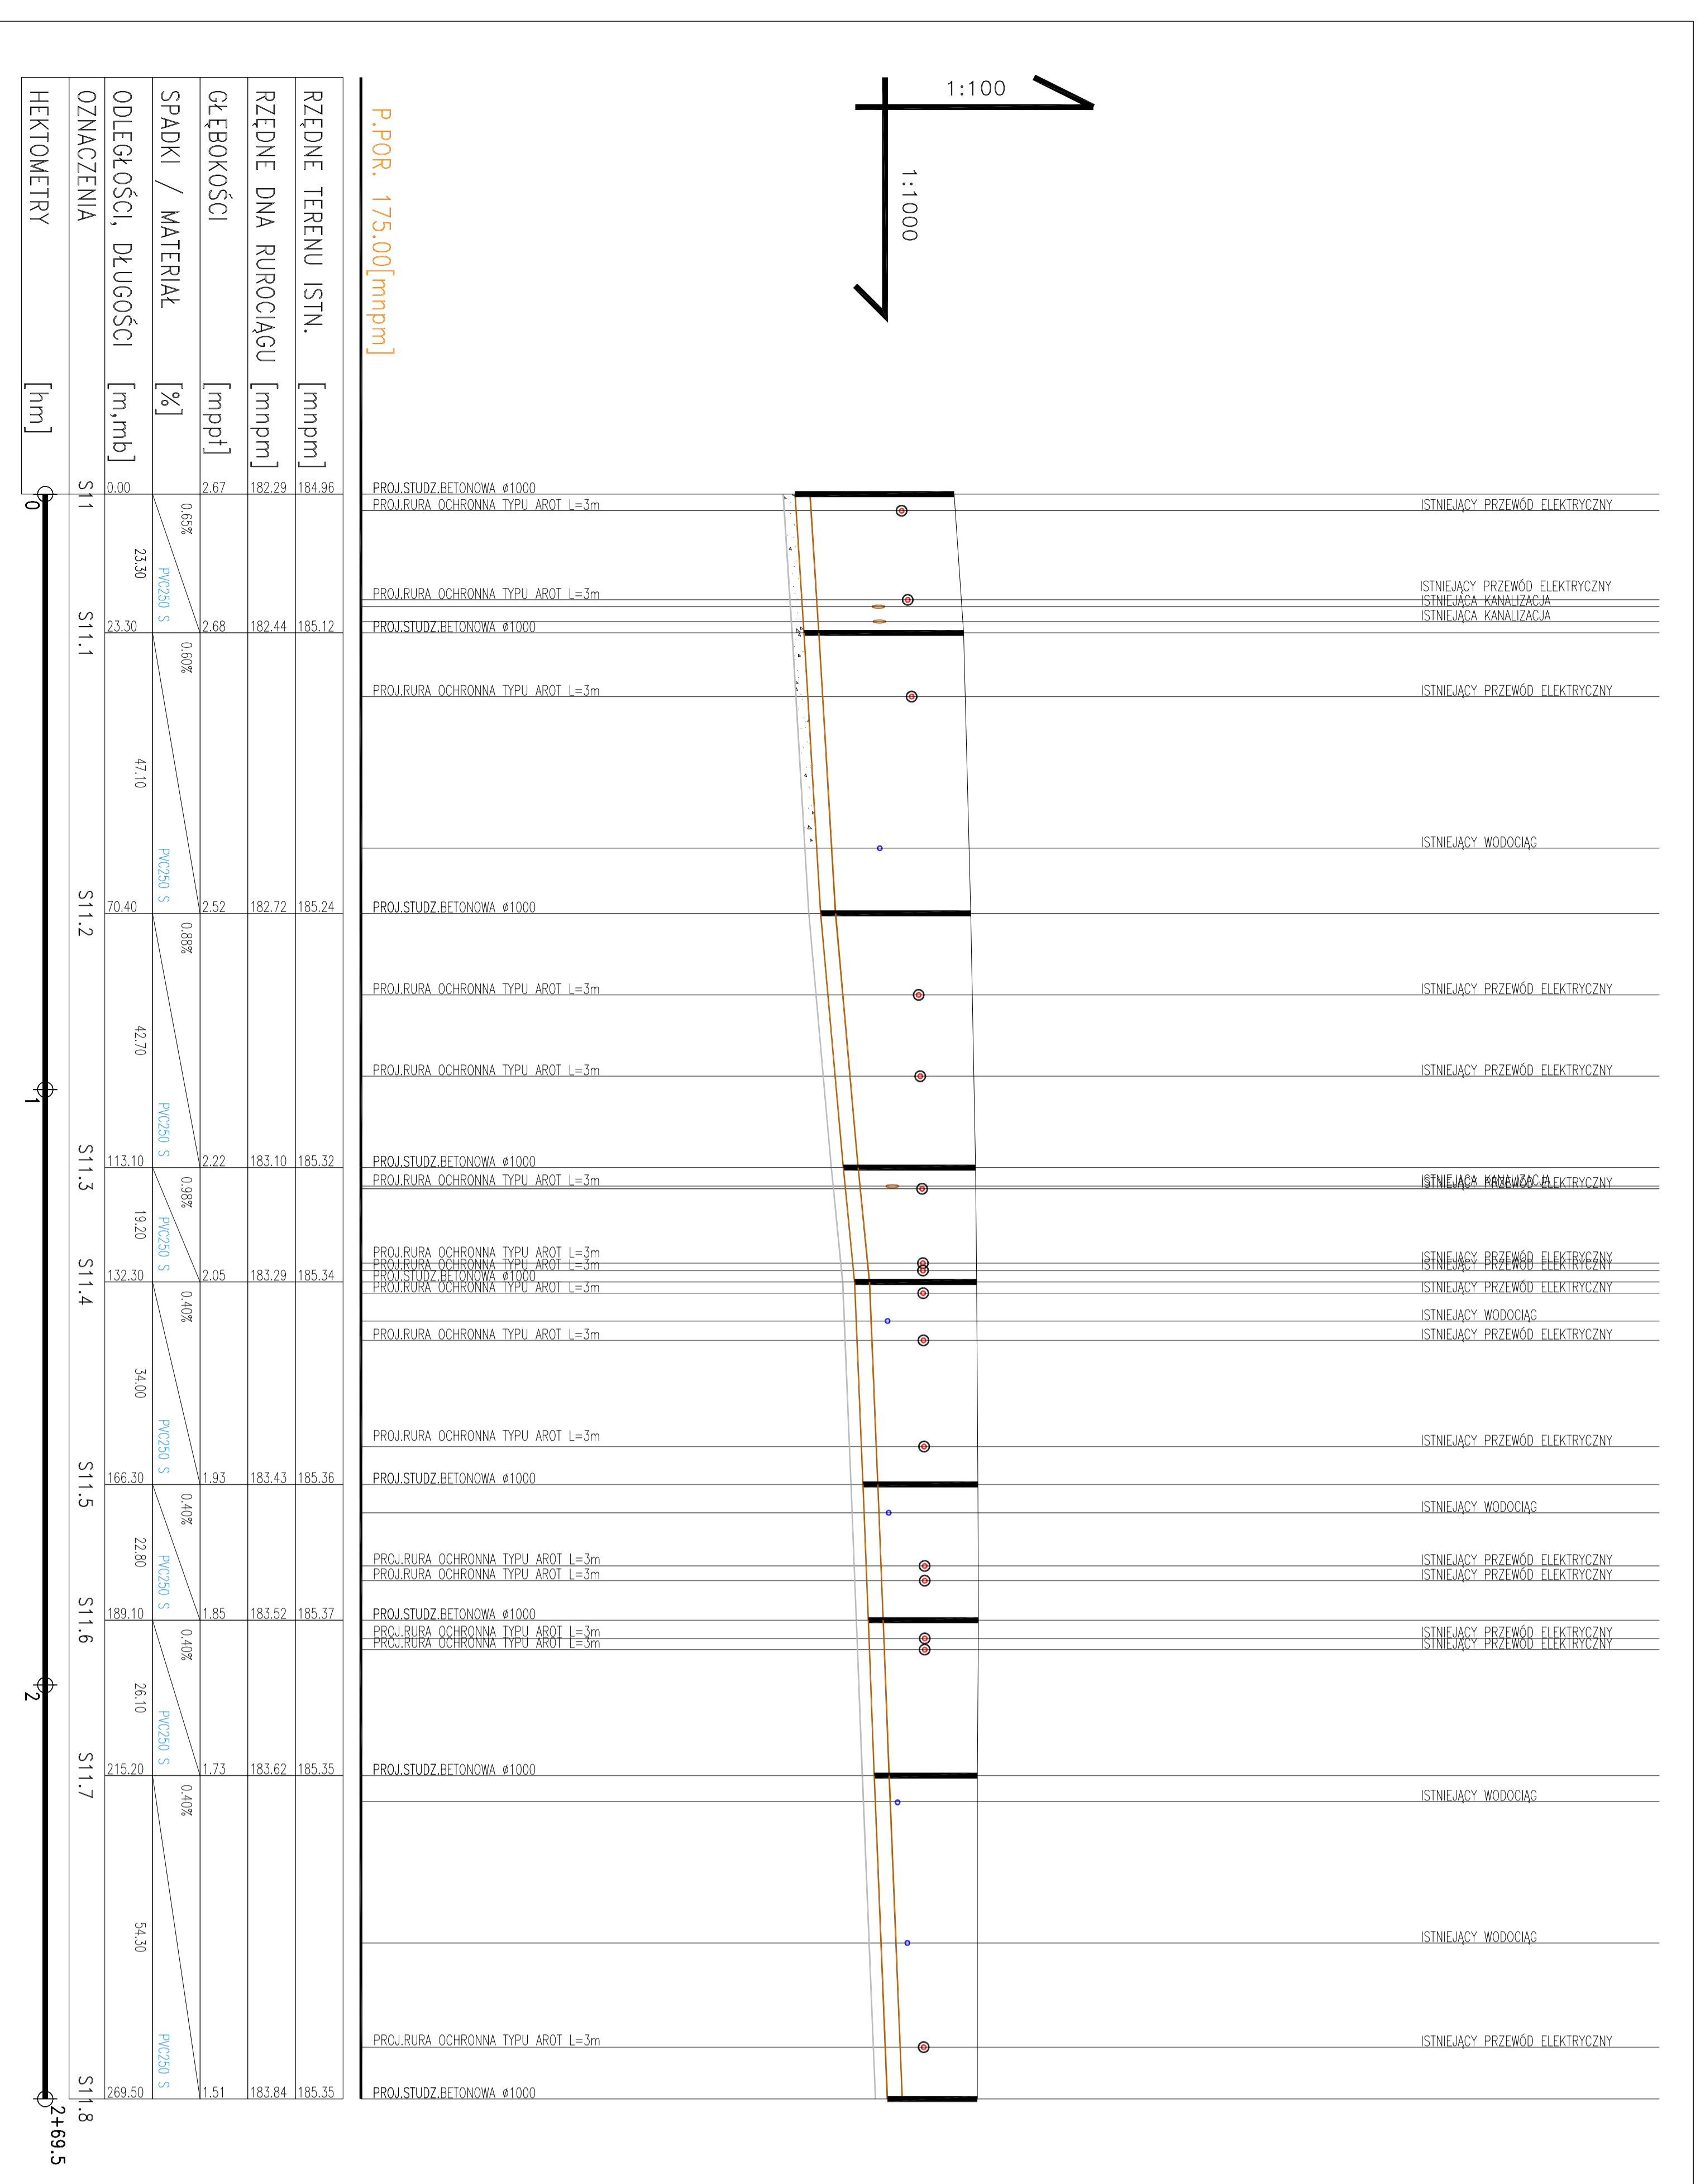 1:100
1:1000
P.POR. 175.00[mnpm]
RZĘDNE TERENU ISTN. [mnpm]
RZĘDNE DNA RUROCIĄGU [mnpm]
GŁĘBOKOŚCI [mppt]
SPADKI / MATERIAŁ [%]
ODLEGŁOŚCI, DŁUGOŚCI [m,mb]
OZNACZENIA
HEKTOMETRY [hm]
184.96 185.12 185.24 185.32 185.34 185.36 185.37 185.35 185.35
182.29 182.44 182.72 183.10 183.29 183.43 183.52 183.62 183.84
2.67 2.68 2.52 2.22 2.05 1.93 1.85 1.73 1.51
0.65% 0.60% 0.88% 0.98% 0.40% 0.40% 0.40% 0.40%
PVC250 S PVC250 S PVC250 S PVC250 S PVC250 S PVC250 S PVC250 S PVC250 S
23.30 47.10 42.70 19.20 34.00 22.80 26.10 54.30
0.00 23.30 70.40 113.10 132.30 166.30 189.10 215.20 269.50
S11 S11.1 S11.2 S11.3 S11.4 S11.5 S11.6 S11.7 S11.8
0 1 2 2+69.5
PROJ.STUDZ.BETONOWA ø1000
PROJ.RURA OCHRONNA TYPU AROT L=3m
PROJ.RURA OCHRONNA TYPU AROT L=3m
PROJ.STUDZ.BETONOWA ø1000
PROJ.RURA OCHRONNA TYPU AROT L=3m
PROJ.STUDZ.BETONOWA ø1000
PROJ.RURA OCHRONNA TYPU AROT L=3m
PROJ.RURA OCHRONNA TYPU AROT L=3m
PROJ.STUDZ.BETONOWA ø1000
PROJ.RURA OCHRONNA TYPU AROT L=3m
PROJ.RURA OCHRONNA TYPU AROT L=3m
PROJ.RURA OCHRONNA TYPU AROT L=3m
PROJ.STUDZ.BETONOWA ø1000
PROJ.RURA OCHRONNA TYPU AROT L=3m
PROJ.RURA OCHRONNA TYPU AROT L=3m
PROJ.RURA OCHRONNA TYPU AROT L=3m
PROJ.STUDZ.BETONOWA ø1000
PROJ.RURA OCHRONNA TYPU AROT L=3m
PROJ.RURA OCHRONNA TYPU AROT L=3m
PROJ.STUDZ.BETONOWA ø1000
PROJ.RURA OCHRONNA TYPU AROT L=3m
PROJ.RURA OCHRONNA TYPU AROT L=3m
PROJ.STUDZ.BETONOWA ø1000
PROJ.RURA OCHRONNA TYPU AROT L=3m
PROJ.STUDZ.BETONOWA ø1000
ISTNIEJĄCY PRZEWÓD ELEKTRYCZNY
ISTNIEJĄCY PRZEWÓD ELEKTRYCZNY
ISTNIEJĄCA KANALIZACJA
ISTNIEJĄCA KANALIZACJA
ISTNIEJĄCY PRZEWÓD ELEKTRYCZNY
ISTNIEJĄCY WODOCIĄG
ISTNIEJĄCY PRZEWÓD ELEKTRYCZNY
ISTNIEJĄCY PRZEWÓD ELEKTRYCZNY
ISTNIEJĄCA KANALIZACJA
ISTNIEJĄCY PRZEWÓD ELEKTRYCZNY
ISTNIEJĄCY PRZEWÓD ELEKTRYCZNY
ISTNIEJĄCY PRZEWÓD ELEKTRYCZNY
ISTNIEJĄCY PRZEWÓD ELEKTRYCZNY
ISTNIEJĄCY WODOCIĄG
ISTNIEJĄCY PRZEWÓD ELEKTRYCZNY
ISTNIEJĄCY PRZEWÓD ELEKTRYCZNY
ISTNIEJĄCY WODOCIĄG
ISTNIEJĄCY PRZEWÓD ELEKTRYCZNY
ISTNIEJĄCY PRZEWÓD ELEKTRYCZNY
ISTNIEJĄCY PRZEWÓD ELEKTRYCZNY
ISTNIEJĄCY PRZEWÓD ELEKTRYCZNY
ISTNIEJĄCY WODOCIĄG
ISTNIEJĄCY WODOCIĄG
ISTNIEJĄCY PRZEWÓD ELEKTRYCZNY